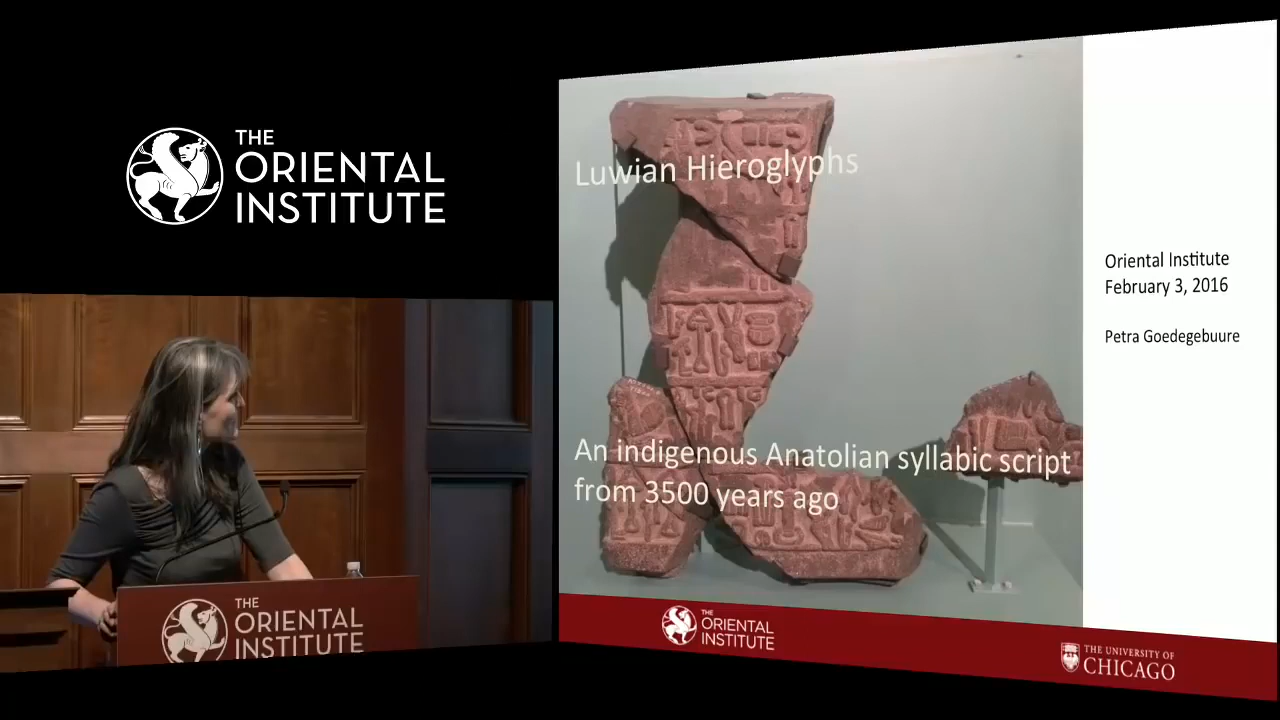 THE
ORIENTAL
INSTITUTE
THE
ORIENTAL
INSTITUTE
Luwian Hieroglyphs
An indigenous Anatolian syllabic script
from 3500 years ago
Oriental Institute
February 3, 2016
Petra Goedegebuure
THE
ORIENTAL
INSTITUTE
THE UNIVERSITY OF
CHICAGO